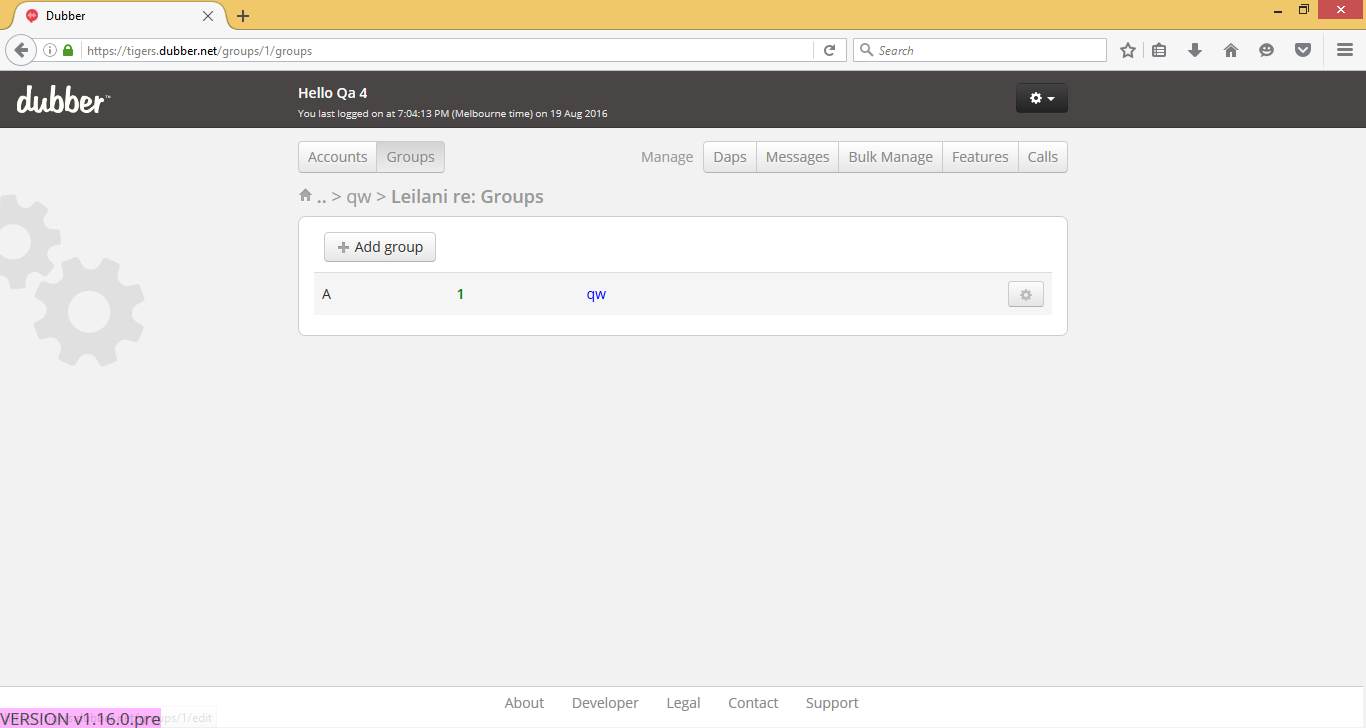 Dubber
https://tigers.dubber.net/groups/1/groups
Search
dubber™
Hello Qa 4
You last logged on at 7:04:13 PM (Melbourne time) on 19 Aug 2016
Accounts Groups Manage Daps Messages Bulk Manage Features Calls
.. > qw > Leilani re: Groups
Add group
A 1 qw
About Developer Legal Contact Support
VERSION v1.16.0.pre /1/edit